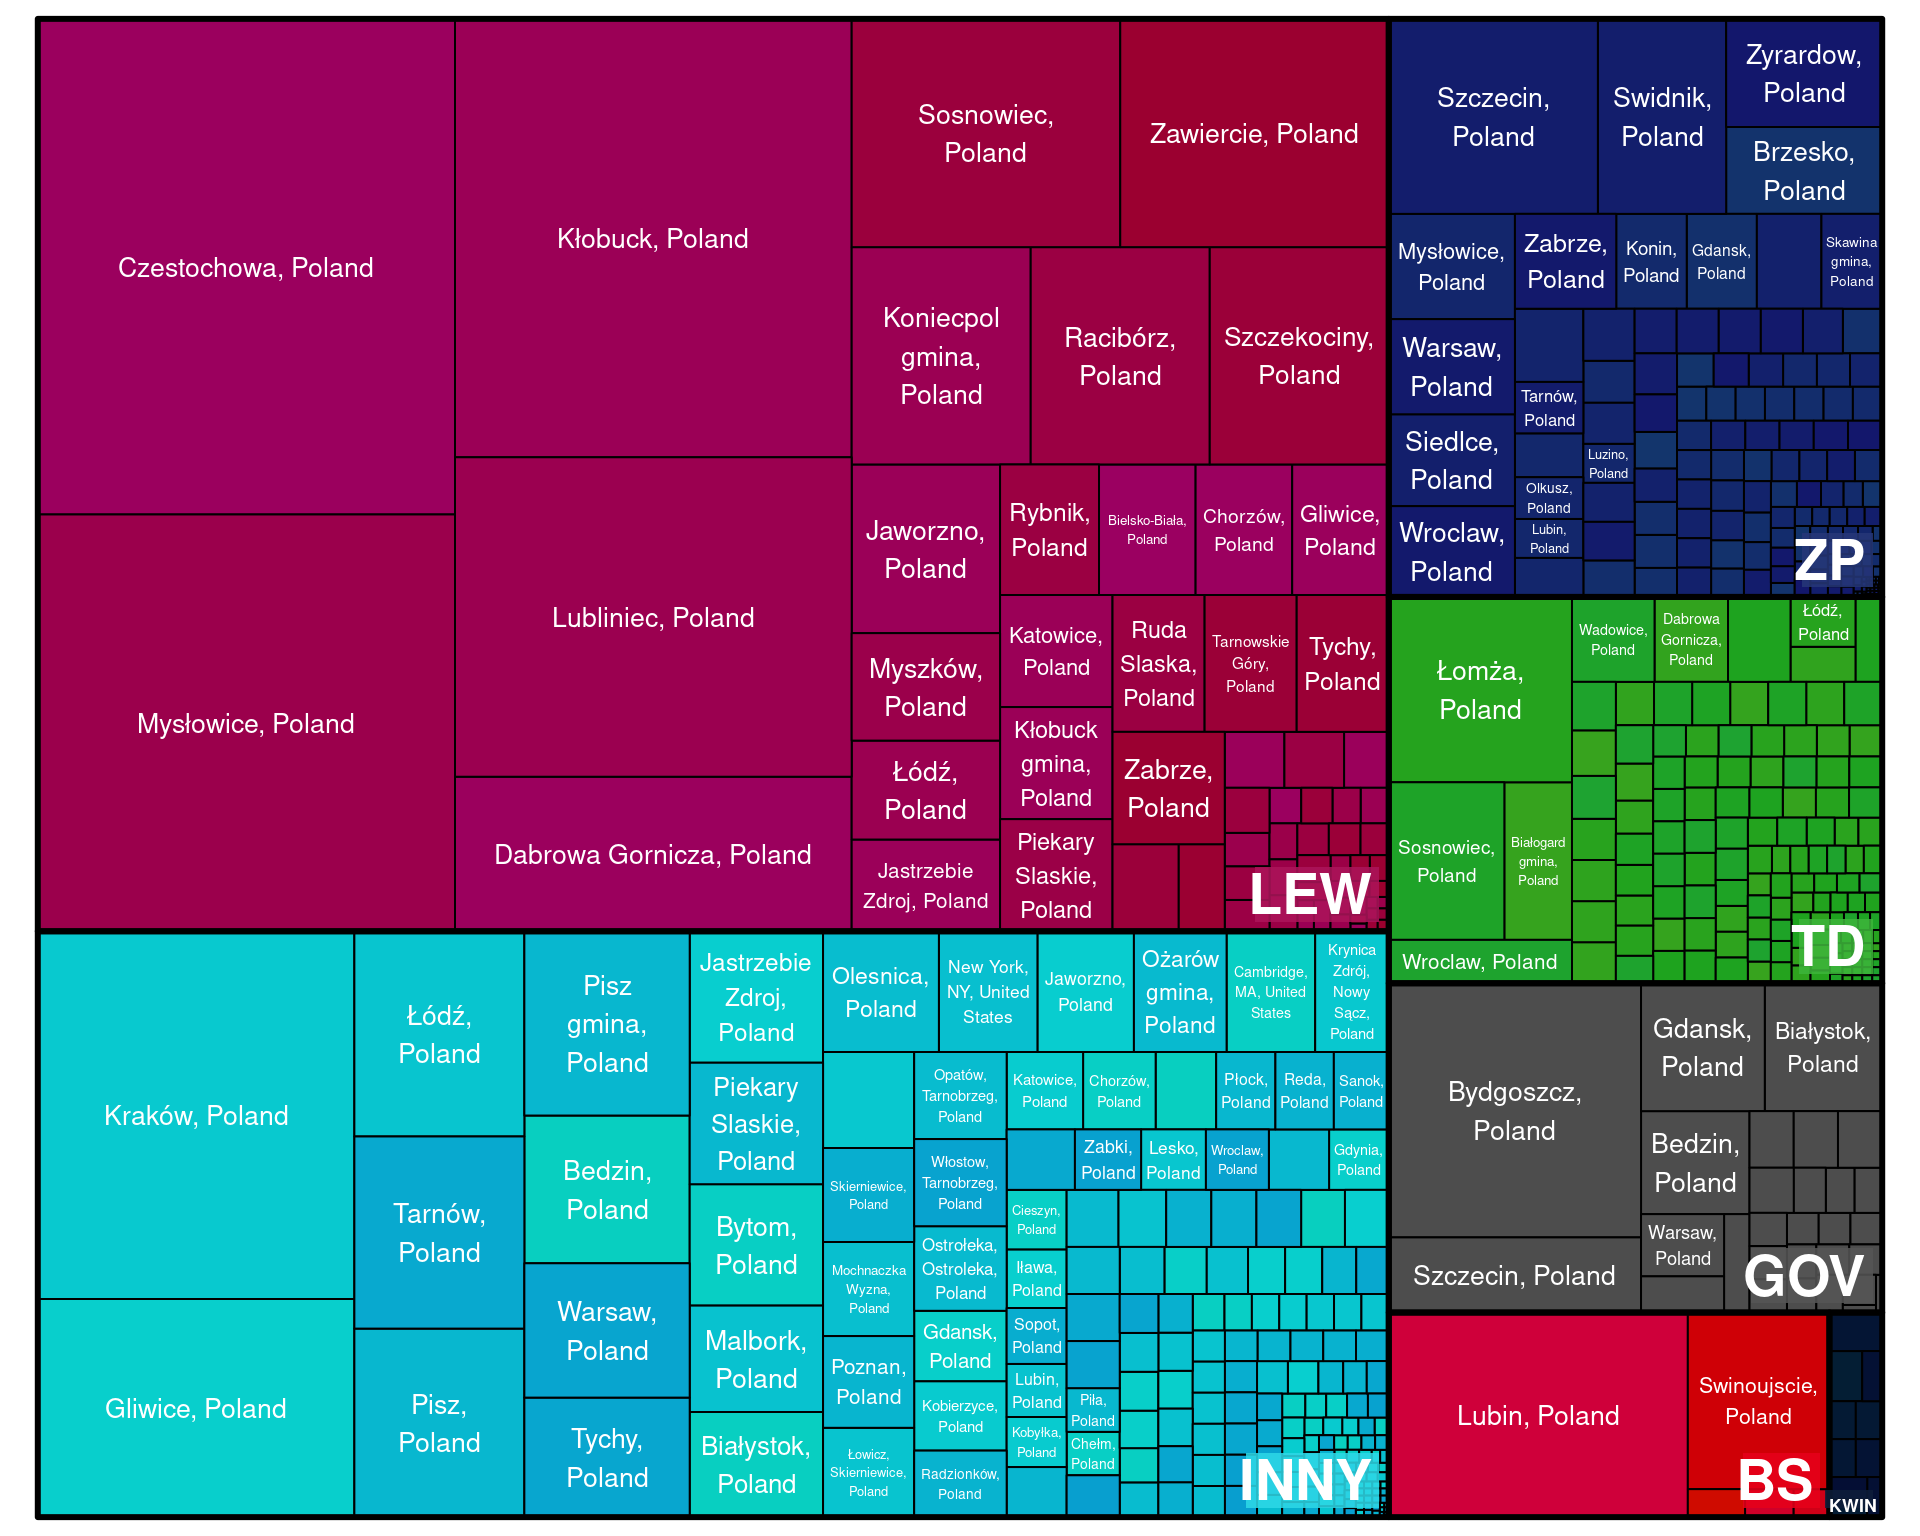 Czestochowa, Poland
Mysłowice, Poland
Kłobuck, Poland
Lubliniec, Poland
Dabrowa Gornicza, Poland
Sosnowiec,
Poland
Zawiercie, Poland
Koniecpol
gmina,
Poland
Racibórz,
Poland
Szczekociny,
Poland
Jaworzno,
Poland
Myszków,
Poland
Łódź,
Poland
Jastrzebie
Zdroj, Poland
Rybnik,
Poland
Bielsko-Biała,
Poland
Chorzów,
Poland
Gliwice,
Poland
Katowice,
Poland
Kłobuck
gmina,
Poland
Piekary
Slaskie,
Poland
Ruda
Slaska,
Poland
Tarnowskie
Góry,
Poland
Tychy,
Poland
Zabrze,
Poland
LEW
Szczecin,
Poland
Swidnik,
Poland
Zyrardow,
Poland
Brzesko,
Poland
Mysłowice,
Poland
Zabrze,
Poland
Konin,
Poland
Gdansk,
Poland
Skawina
gmina,
Poland
Warsaw,
Poland
Siedlce,
Poland
Wroclaw,
Poland
Tarnów,
Poland
Olkusz,
Poland
Lubin,
Poland
Luzino,
Poland
ZP
Łomża,
Poland
Wadowice,
Poland
Dabrowa
Gornicza,
Poland
Łódź,
Poland
Sosnowiec,
Poland
Białogard
gmina,
Poland
Wroclaw, Poland
TD
Kraków, Poland
Gliwice, Poland
Łódź,
Poland
Tarnów,
Poland
Pisz,
Poland
Pisz
gmina,
Poland
Bedzin,
Poland
Warsaw,
Poland
Tychy,
Poland
Jastrzebie
Zdroj,
Poland
Piekary
Slaskie,
Poland
Bytom,
Poland
Malbork,
Poland
Białystok,
Poland
Olesnica,
Poland
New York,
NY, United
States
Jaworzno,
Poland
Ożarów
gmina,
Poland
Cambridge,
MA, United
States
Krynica
Zdrój,
Nowy
Sącz,
Poland
Skierniewice,
Poland
Mochnaczka
Wyzna,
Poland
Poznan,
Poland
Łowicz,
Skierniewice,
Poland
Opatów,
Tarnobrzeg,
Poland
Włostow,
Tarnobrzeg,
Poland
Ostrołeka,
Ostroleka,
Poland
Gdansk,
Poland
Kobierzyce,
Poland
Radzionków,
Poland
Katowice,
Poland
Chorzów,
Poland
Płock,
Poland
Reda,
Poland
Sanok,
Poland
Zabki,
Poland
Lesko,
Poland
Wroclaw,
Poland
Gdynia,
Poland
Cieszyn,
Poland
Iława,
Poland
Sopot,
Poland
Lubin,
Poland
Kobyłka,
Poland
Piła,
Poland
Chełm,
Poland
INNY
Bydgoszcz,
Poland
Szczecin, Poland
Gdansk,
Poland
Białystok,
Poland
Bedzin,
Poland
Warsaw,
Poland
GOV
Lubin, Poland
Swinoujscie,
Poland
BS
KWIN